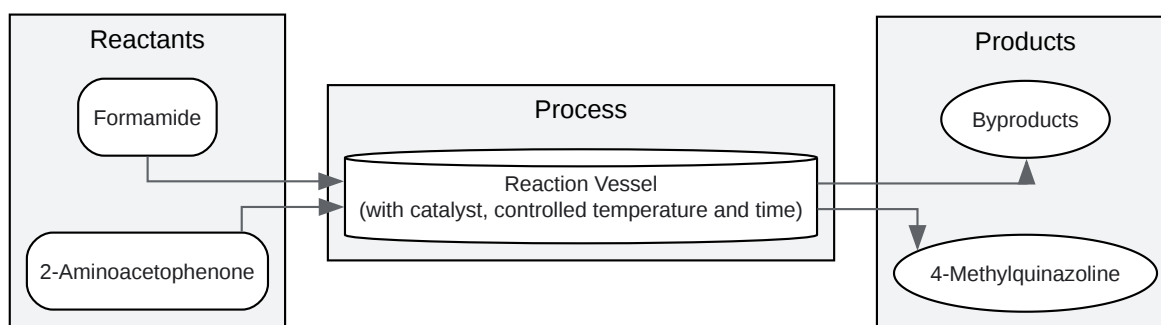 Reactants
Formamide
2-Aminoacetophenone
Process
Reaction Vessel
(with catalyst, controlled temperature and time)
Products
Byproducts
4-Methylquinazoline